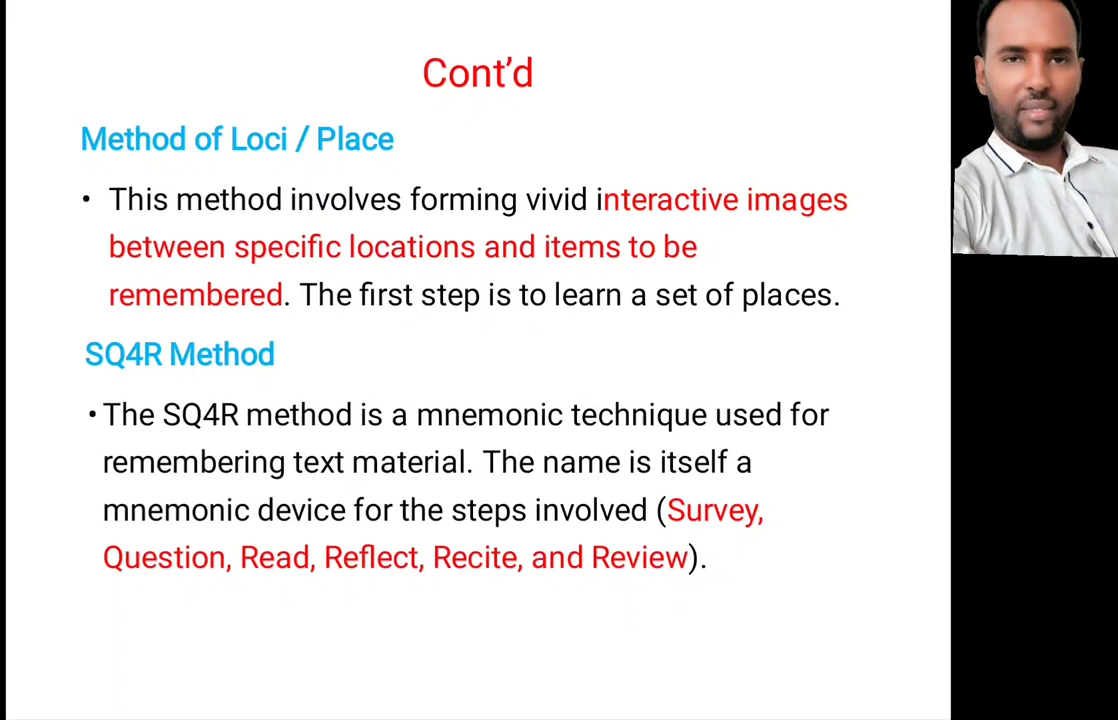 Cont’d
Method of Loci / Place
• This method involves forming vivid interactive images
between specific locations and items to be
remembered. The first step is to learn a set of places.
SQ4R Method
• The SQ4R method is a mnemonic technique used for
remembering text material. The name is itself a
mnemonic device for the steps involved (Survey,
Question, Read, Reflect, Recite, and Review).